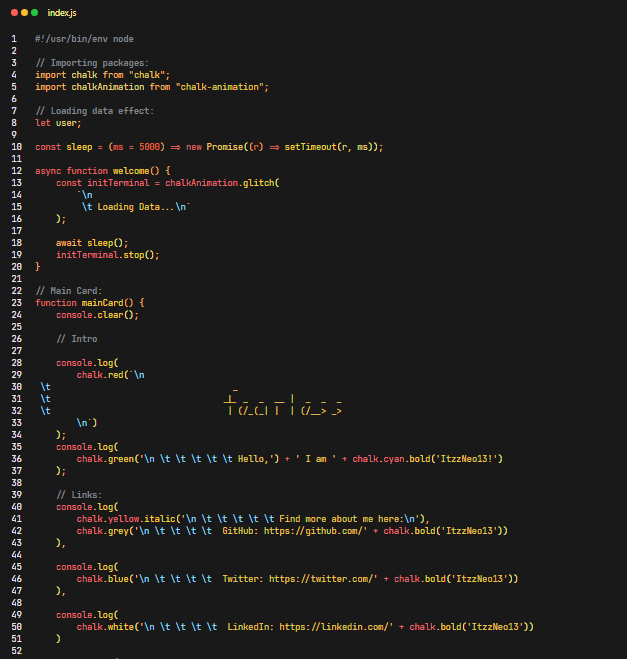 index.js
1 #!/usr/bin/env node
2
3 // Importing packages:
4 import chalk from "chalk";
5 import chalkAnimation from "chalk-animation";
6
7 // Loading data effect:
8 let user;
9
10 const sleep = (ms = 5000) => new Promise((r) => setTimeout(r, ms));
11
12 async function welcome() {
13     const initTerminal = chalkAnimation.glitch(
14         `\n
15          \t Loading Data...\n`
16     );
17
18     await sleep();
19     initTerminal.stop();
20 }
21
22 // Main Card:
23 function mainCard() {
24     console.clear();
25
26     // Intro
27
28     console.log(
29         chalk.red(`\n
30  \t                                   _
31  \t                                 _|_ _  _  __ |  _  _  _
32  \t                                  | (/_(_| |  | (/__> _>
33         \n`)
34     );
35     console.log(
36         chalk.green('\n \t \t \t \t \t Hello,') + ' I am ' + chalk.cyan.bold('ItzzNeo13!')
37     );
38
39     // Links:
40     console.log(
41         chalk.yellow.italic('\n \t \t \t \t \t Find more about me here:\n'),
42         chalk.grey('\n \t \t \t \t  GitHub: https://github.com/' + chalk.bold('ItzzNeo13'))
43     ),
44
45     console.log(
46         chalk.blue('\n \t \t \t \t  Twitter: https://twitter.com/' + chalk.bold('ItzzNeo13'))
47     ),
48
49     console.log(
50         chalk.white('\n \t \t \t \t  LinkedIn: https://linkedin.com/' + chalk.bold('ItzzNeo13'))
51     )
52